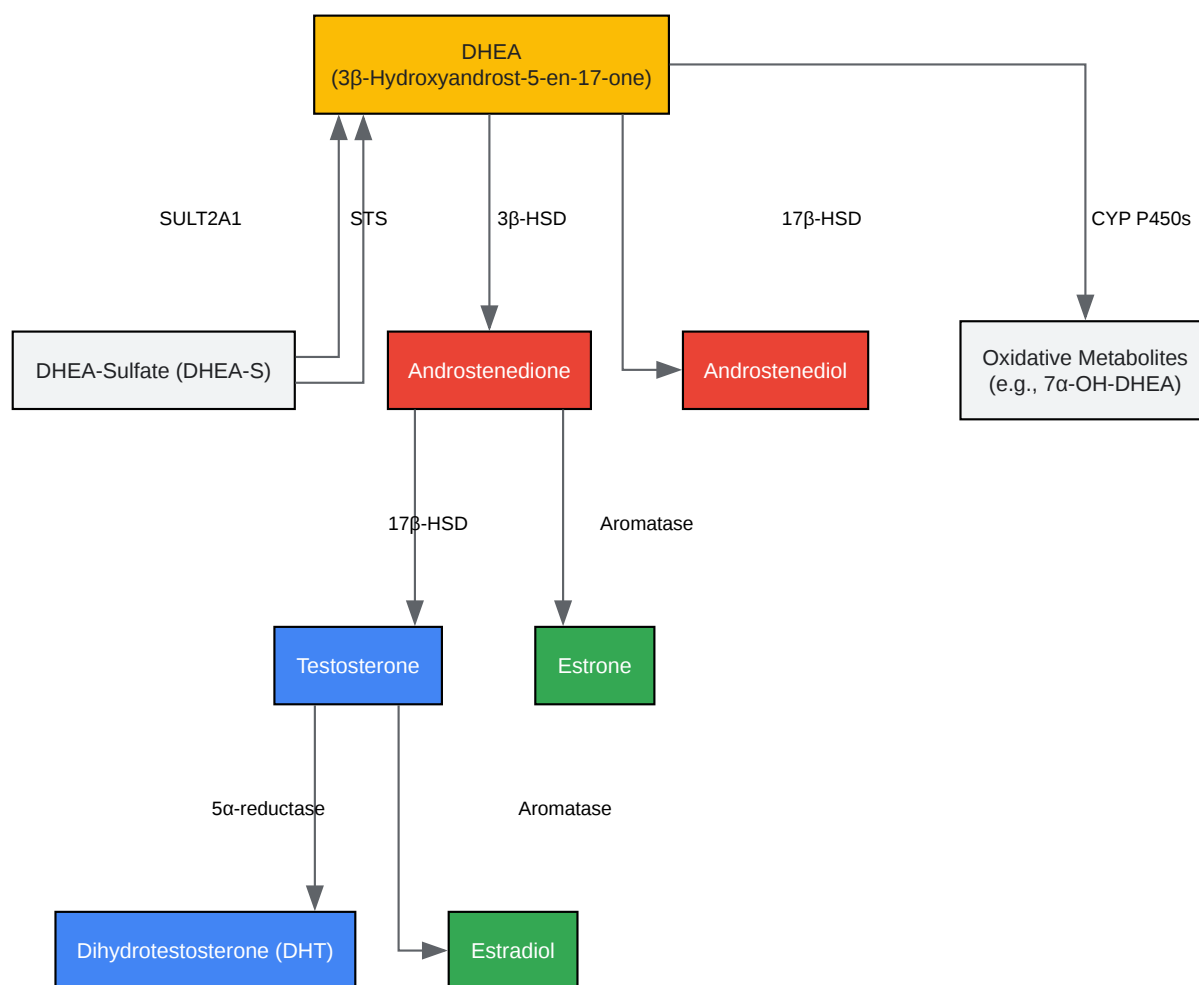 DHEA
(3β-Hydroxyandrost-5-en-17-one)
SULT2A1
STS
3β-HSD
17β-HSD
CYP P450s
DHEA-Sulfate (DHEA-S)
Androstenedione
Androstenediol
Oxidative Metabolites
(e.g., 7α-OH-DHEA)
17β-HSD
Aromatase
Testosterone
Estrone
5α-reductase
Aromatase
Dihydrotestosterone (DHT)
Estradiol